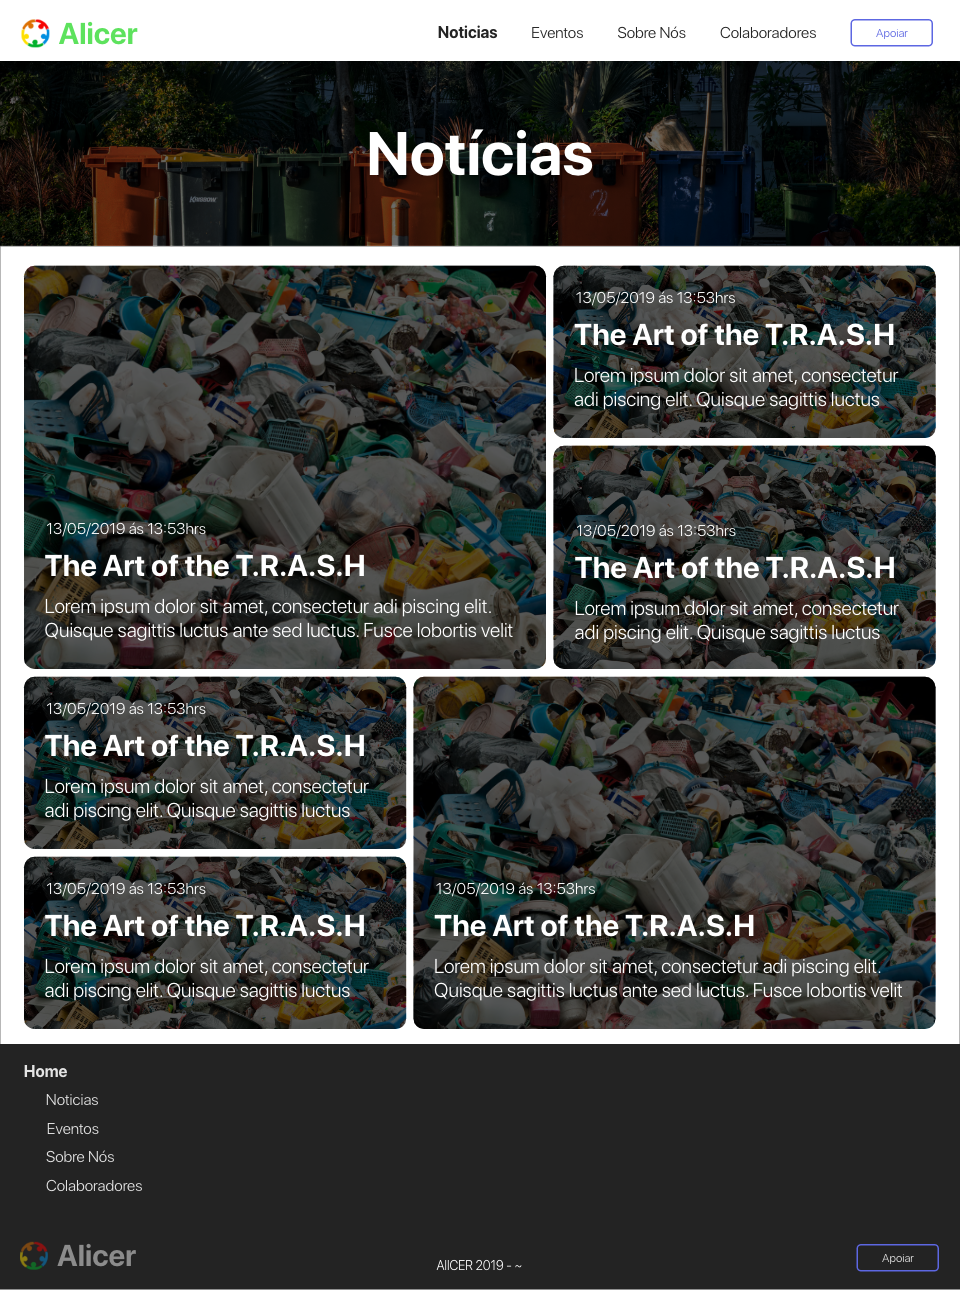 Alicer
Noticias
Eventos
Sobre Nós
Colaboradores
Apoiar
Notícias
7
2
13/05/2019 ás 13:53hrs
The Art of the T.R.A.S.H
Lorem ipsum dolor sit amet, consectetur adi piscing elit.
Quisque sagittis luctus ante sed luctus. Fusce lobortis velit
13/05/2019 ás 13:53hrs
The Art of the T.R.A.S.H
Lorem ipsum dolor sit amet, consectetur
adi piscing elit. Quisque sagittis luctus
13/05/2019 ás 13:53hrs
The Art of the T.R.A.S.H
Lorem ipsum dolor sit amet, consectetur
adi piscing elit. Quisque sagittis luctus
13/05/2019 ás 13:53hrs
The Art of the T.R.A.S.H
Lorem ipsum dolor sit amet, consectetur
adi piscing elit. Quisque sagittis luctus
13/05/2019 ás 13:53hrs
The Art of the T.R.A.S.H
Lorem ipsum dolor sit amet, consectetur
adi piscing elit. Quisque sagittis luctus
13/05/2019 ás 13:53hrs
The Art of the T.R.A.S.H
Lorem ipsum dolor sit amet, consectetur adi piscing elit.
Quisque sagittis luctus ante sed luctus. Fusce lobortis velit
Home
Noticias
Eventos
Sobre Nós
Colaboradores
Alicer
AlICER 2019 - ~
Apoiar